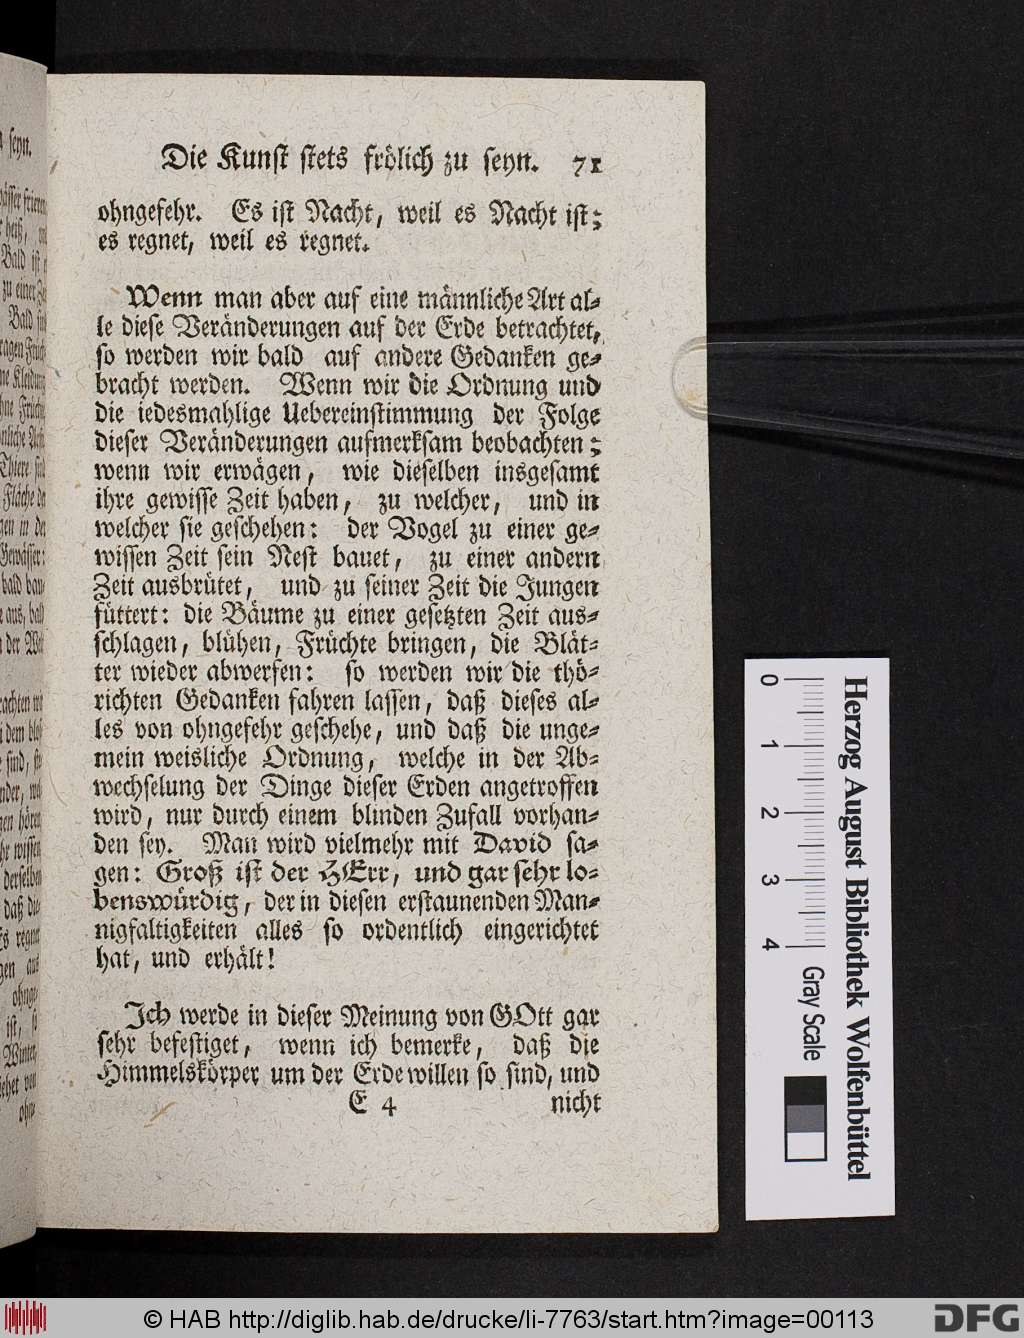 Die Kunst stets frölich zu seyn. 71
ohngefehr. Es ist Nacht, weil es Nacht ist;
es regnet, weil es regnet.
Wenn man aber auf eine männliche Art al-
le diese Veränderungen auf der Erde betrachtet,
so werden wir bald auf andere Gedanken ge-
bracht werden. Wenn wir die Ordnung und
die iedesmahlige Uebereinstimmung der Folge
dieser Veränderungen aufmerksam beobachten;
wenn wir erwägen, wie dieselben insgesamt
ihre gewisse Zeit haben, zu welcher, und in
welcher sie geschehen: der Vogel zu einer ge-
wissen Zeit sein Nest bauet, zu einer andern
Zeit ausbrütet, und zu seiner Zeit die Jungen
füttert: die Bäume zu einer gesetzten Zeit aus-
schlagen, blühen, Früchte bringen, die Blät-
ter wieder abwerfen: so werden wir die thö-
richten Gedanken fahren lassen, daß dieses al-
les von ohngefehr geschehe, und daß die unge-
mein weisliche Ordnung, welche in der Ab-
wechselung der Dinge dieser Erden angetroffen
wird, nur durch einem blinden Zufall vorhan-
den sey. Man wird vielmehr mit David sa-
gen: Groß ist der HErr, und gar sehr lo-
benswürdig, der in diesen erstaunenden Man-
nigfaltigkeiten alles so ordentlich eingerichtet
hat, und erhält!
Ich werde in dieser Meinung von GOtt gar
sehr befestiget, wenn ich bemerke, daß die
Himmelskörper um der Erde willen so sind, und
E 4 nicht
0 1 2 3 4
Gray Scale
Herzog August Bibliothek Wolfenbüttel
© HAB http://diglib.hab.de/drucke/li-7763/start.htm?image=00113
DFG